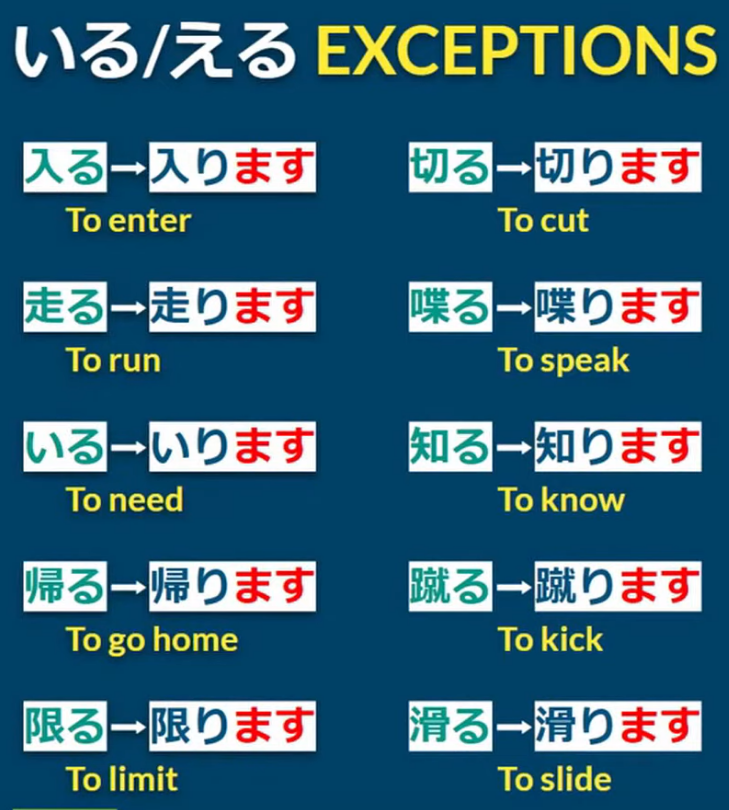 いる/える EXCEPTIONS
入る→入ります
To enter
切る→切ります
To cut
走る→走ります
To run
喋る→喋ります
To speak
いる→いります
To need
知る→知ります
To know
帰る→帰ります
To go home
蹴る→蹴ります
To kick
限る→限ります
To limit
滑る→滑ります
To slide